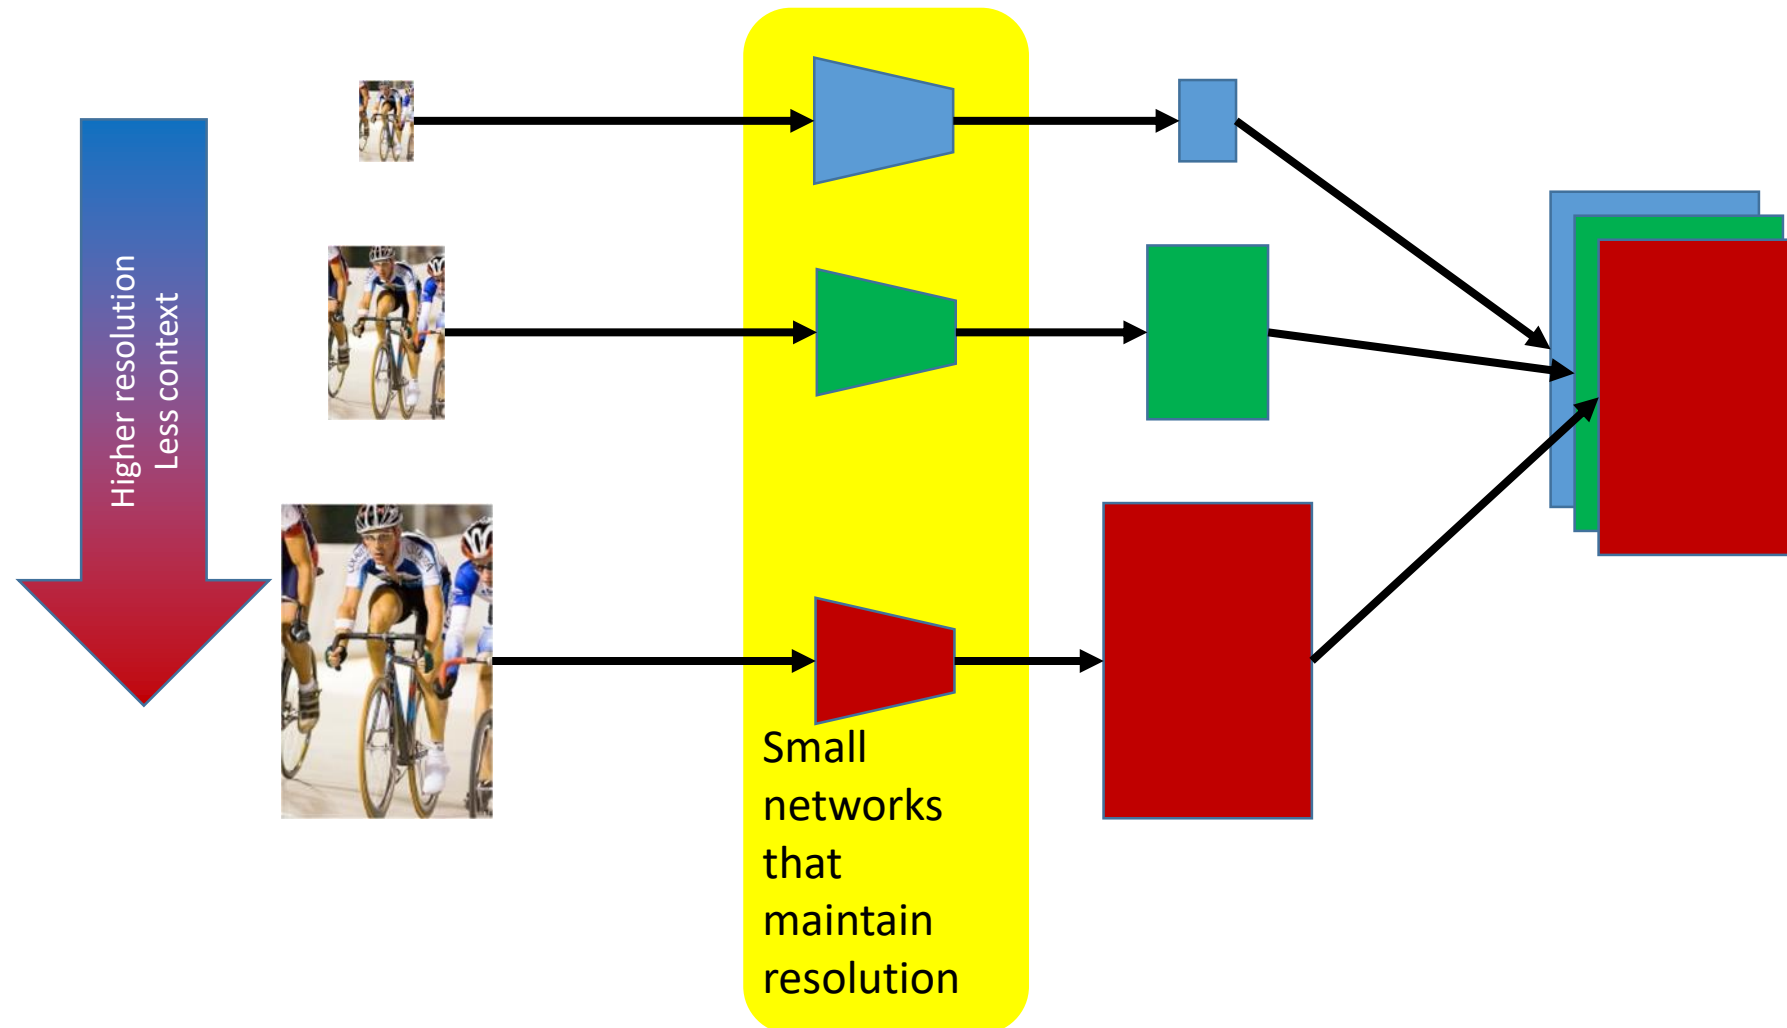 Higher resolution
Less context
Small
networks
that
maintain
resolution